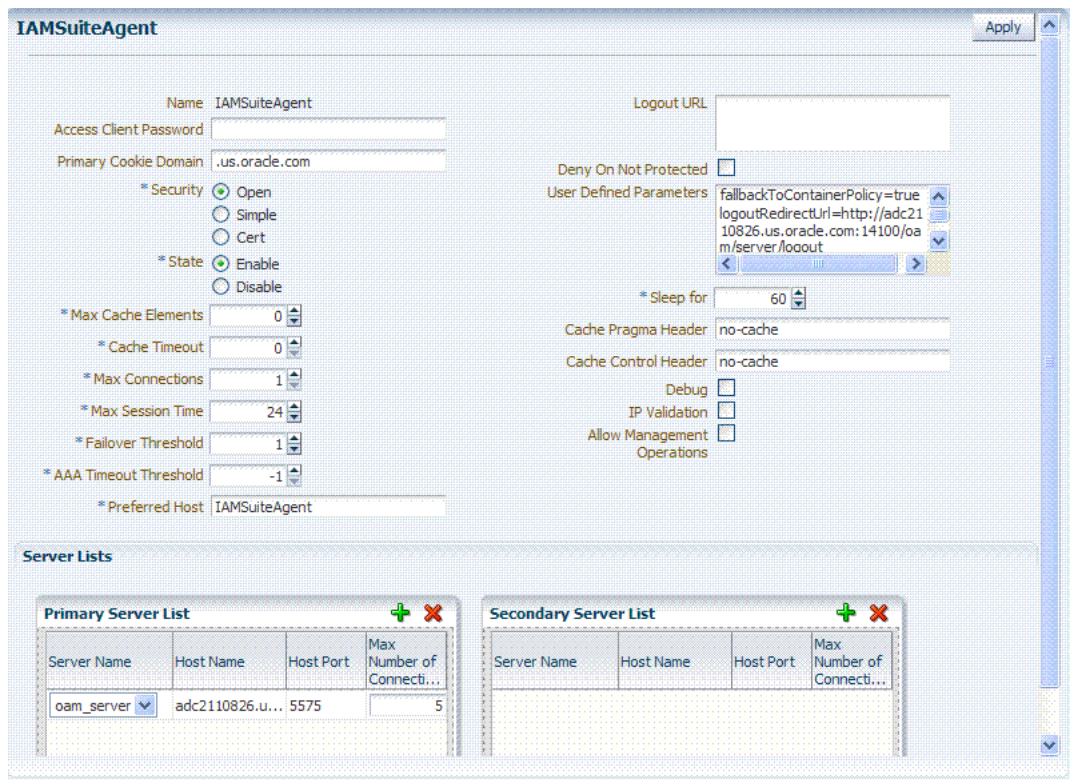 IAMSuiteAgent
Apply
Name IAMSuiteAgent
Access Client Password
Primary Cookie Domain .us.oracle.com
* Security Open
Simple
Cert
* State Enable
Disable
* Max Cache Elements 0
* Cache Timeout 0
* Max Connections 1
* Max Session Time 24
* Failover Threshold 1
* AAA Timeout Threshold -1
* Preferred Host IAMSuiteAgent
Logout URL
Deny On Not Protected
User Defined Parameters fallbackToContainerPolicy=true
logoutRedirectUrl=http://adc21
10826.us.oracle.com:14100/oa
m/server/logout
* Sleep for 60
Cache Pragma Header no-cache
Cache Control Header no-cache
Debug
IP Validation
Allow Management
Operations
Server Lists
Primary Server List
Server Name Host Name Host Port Max
Number of
Connecti...
oam_server adc2110826.u... 5575 5
Secondary Server List
Server Name Host Name Host Port Max
Number of
Connecti...